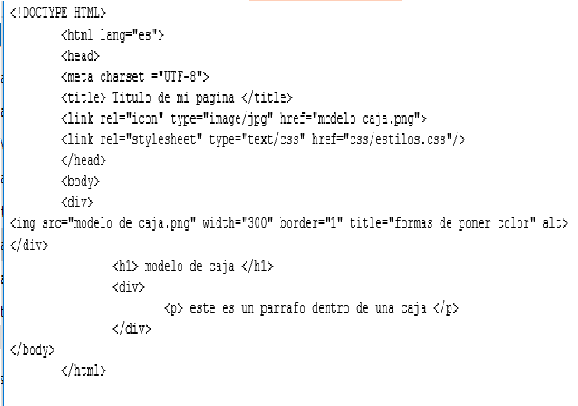 <!DOCTYPE HTML>
<html lang="es">
<head>
<meta charset ="UTF-8">
<title> Titulo de mi pagina </title>
<link rel="icon" type="image/jpg" href="modelo caja.png">
<link rel="stylesheet" type="text/css" href="css/estilos.css"/>
</head>
<body>
<div>
<img src="modelo de caja.png" width="300" border="1" title="formas de poner color" alt>
</div>
<h1> modelo de caja </h1>
<div>
<p> este es un parrafo dentro de una caja </p>
</div>
</body>
</html>